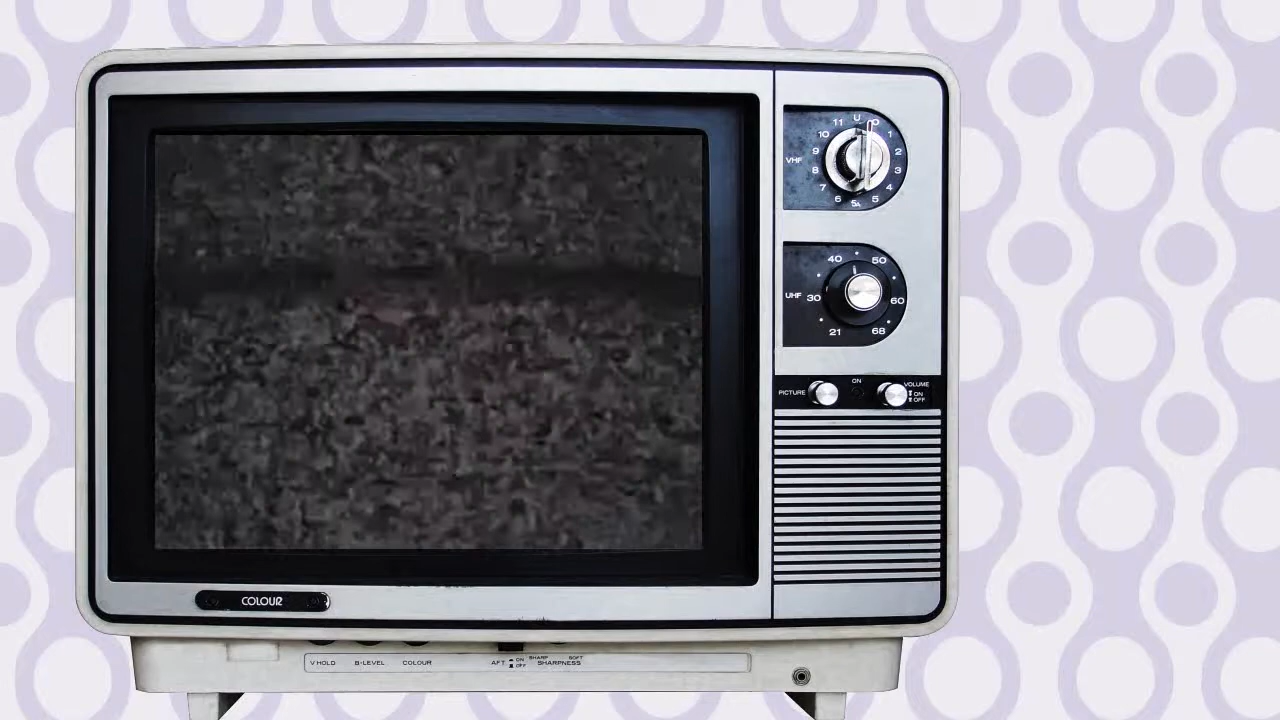 U
11 0
10 1
9 2
VHF
8 3
7 4
6 5
40 50
UHF 30 60
21 68
ON
PICTURE
VOLUME
ON
OFF
COLOUR
V HOLD B-LEVEL COLOUR AFT ON
OFF
SHARP SOFT
SHARPNESS